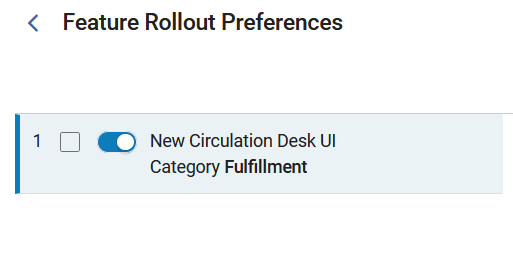 Feature Rollout Preferences
1 New Circulation Desk UI
Category Fulfillment